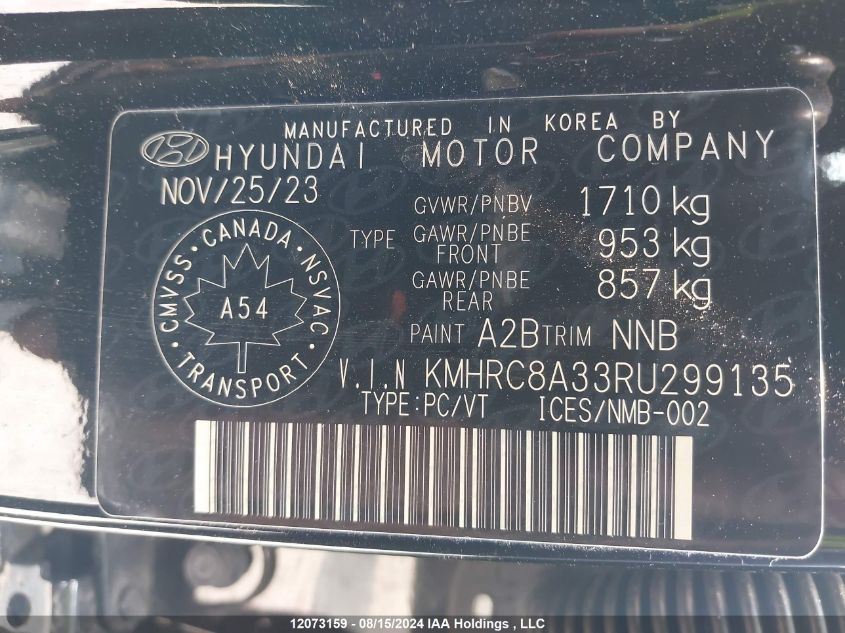 MANUFACTURED IN KOREA BY
HYUNDAI MOTOR COMPANY
NOV/25/23
GVWR/PNBV 1710 kg
TYPE GAWR/PNBE FRONT 953 kg
GAWR/PNBE REAR 857 kg
PAINT A2B TRIM NNB
CMVSS · CANADA · NSVAC · TRANSPORT ·
A54
V.I.N KMHRC8A33RU299135
TYPE:PC/VT ICES/NMB-002
12073159 - 08/15/2024 IAA Holdings , LLC